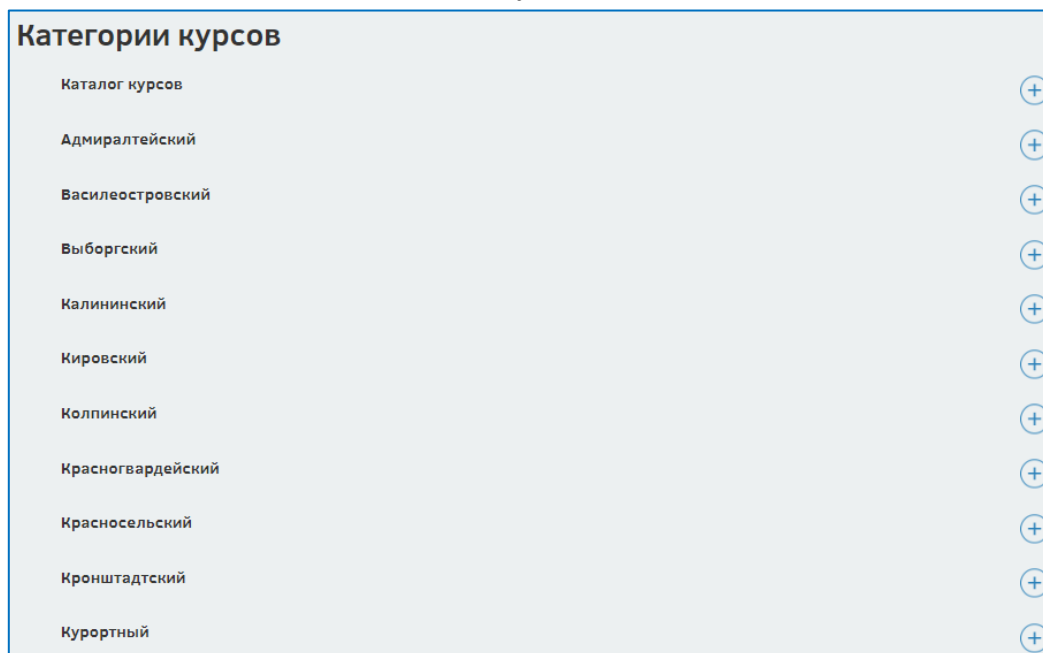 Категории курсов
Каталог курсов
Адмиралтейский
Василеостровский
Выборгский
Калининский
Кировский
Колпинский
Красногвардейский
Красносельский
Кронштадтский
Курортный